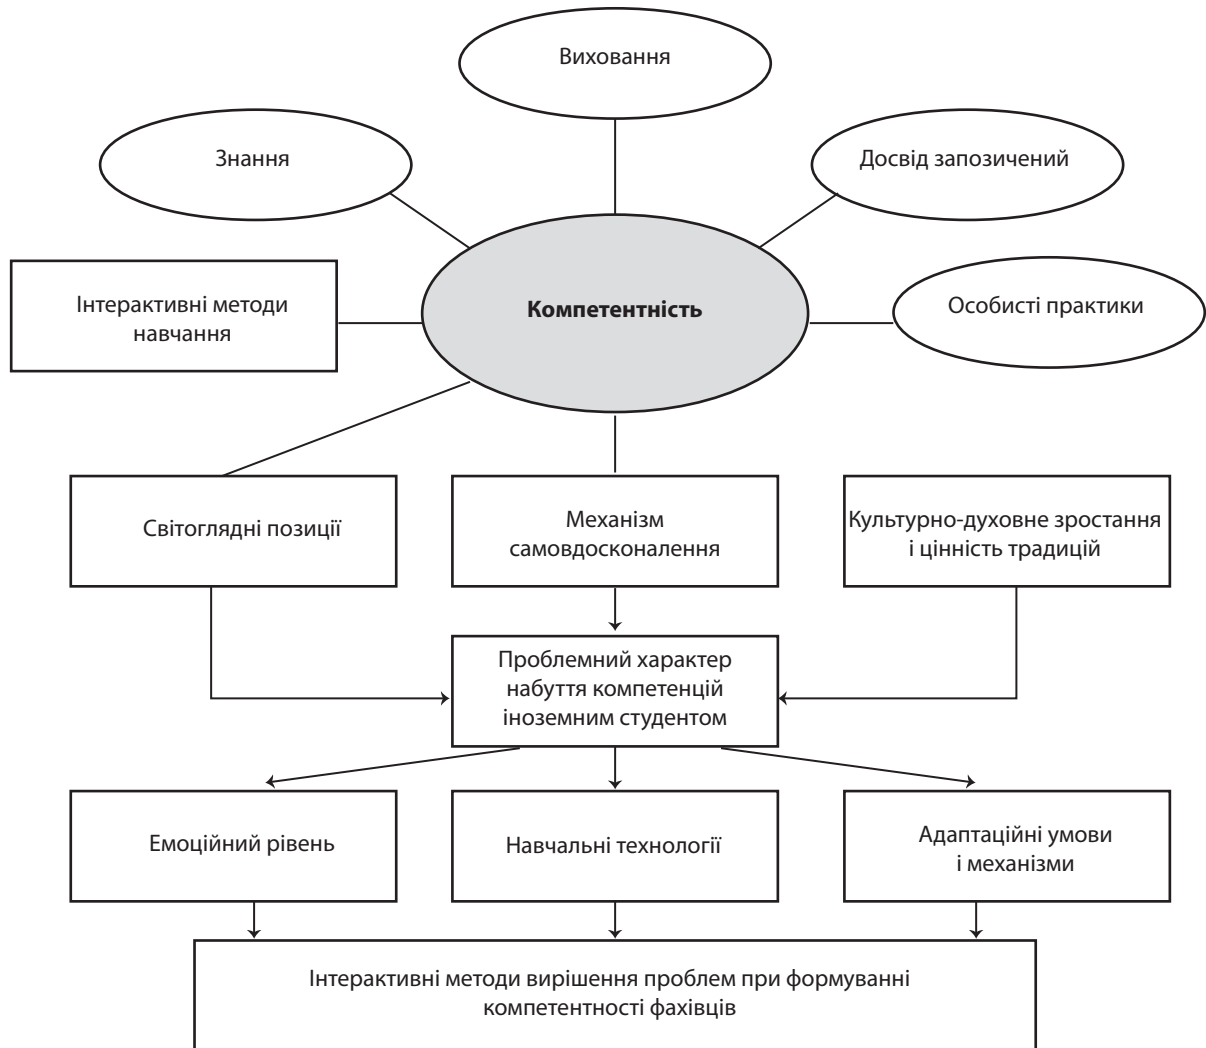 Виховання
Знання
Досвід запозичений
Інтерактивні методи
навчання
Компетентність
Особисті практики
Світоглядні позиції
Механізм
самовдосконалення
Культурно-духовне зростання
і цінність традицій
Проблемний характер
набуття компетенцій
іноземним студентом
Емоційний рівень
Навчальні технології
Адаптаційні умови
і механізми
Інтерактивні методи вирішення проблем при формуванні
компетентності фахівців